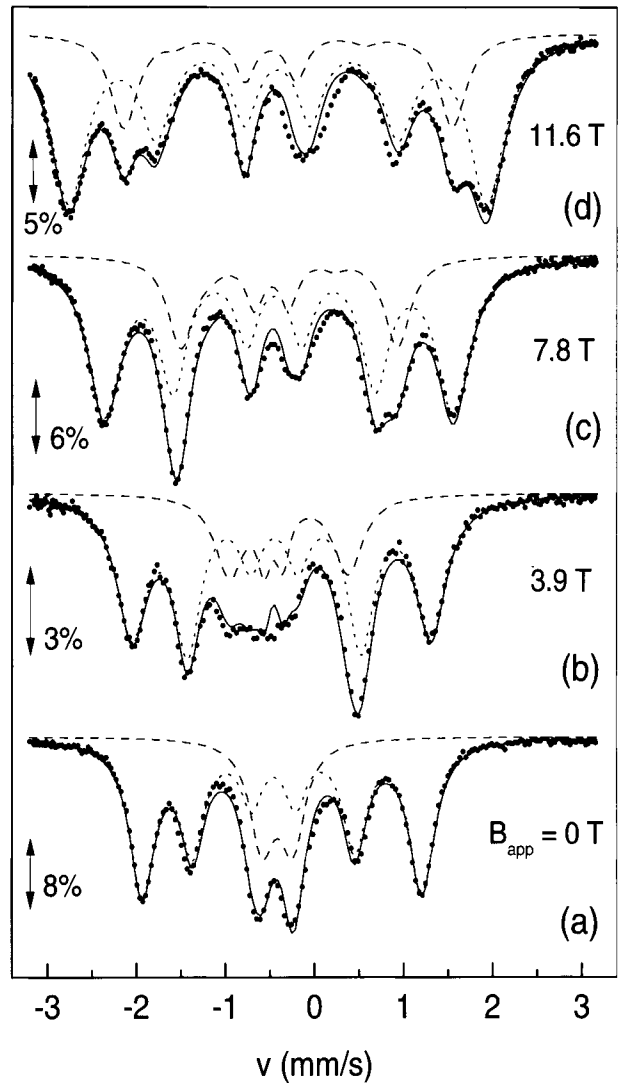 11.6 T
5%
(d)
7.8 T
6%
(c)
3.9 T
3%
(b)
B_app = 0 T
8%
(a)
-3 -2 -1 0 1 2 3
v (mm/s)